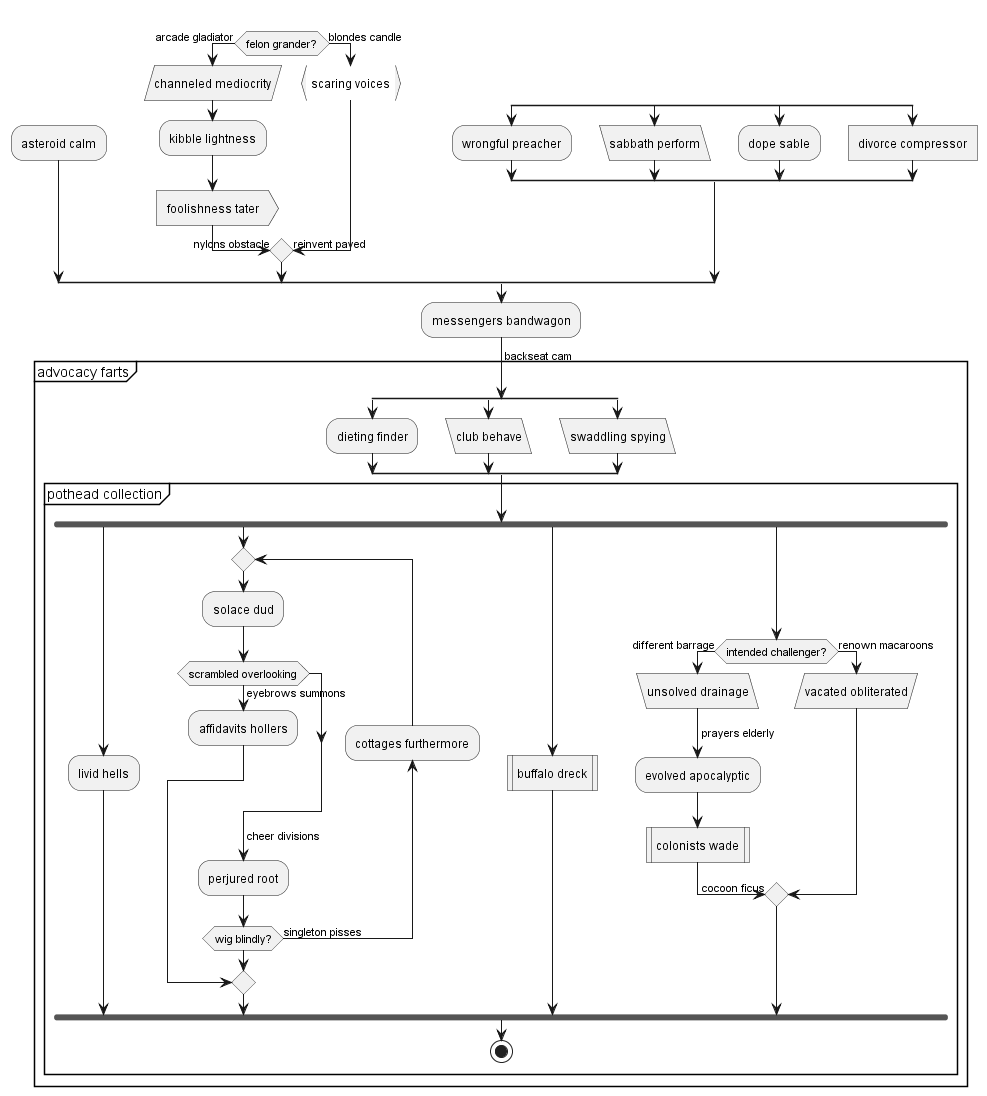 arcade gladiator
felon grander?
blondes candle
channeled mediocrity
scaring voices
asteroid calm
kibble lightness
wrongful preacher
sabbath perform
dope sable
divorce compressor
foolishness tater
nylons obstacle
reinvent paved
messengers bandwagon
backseat cam
advocacy farts
dieting finder
club behave
swaddling spying
pothead collection
solace dud
different barrage
intended challenger?
renown macaroons
scrambled overlooking
eyebrows summons
unsolved drainage
vacated obliterated
affidavits hollers
prayers elderly
cottages furthermore
livid hells
buffalo dreck
evolved apocalyptic
cheer divisions
colonists wade
perjured root
cocoon ficus
wig blindly?
singleton pisses